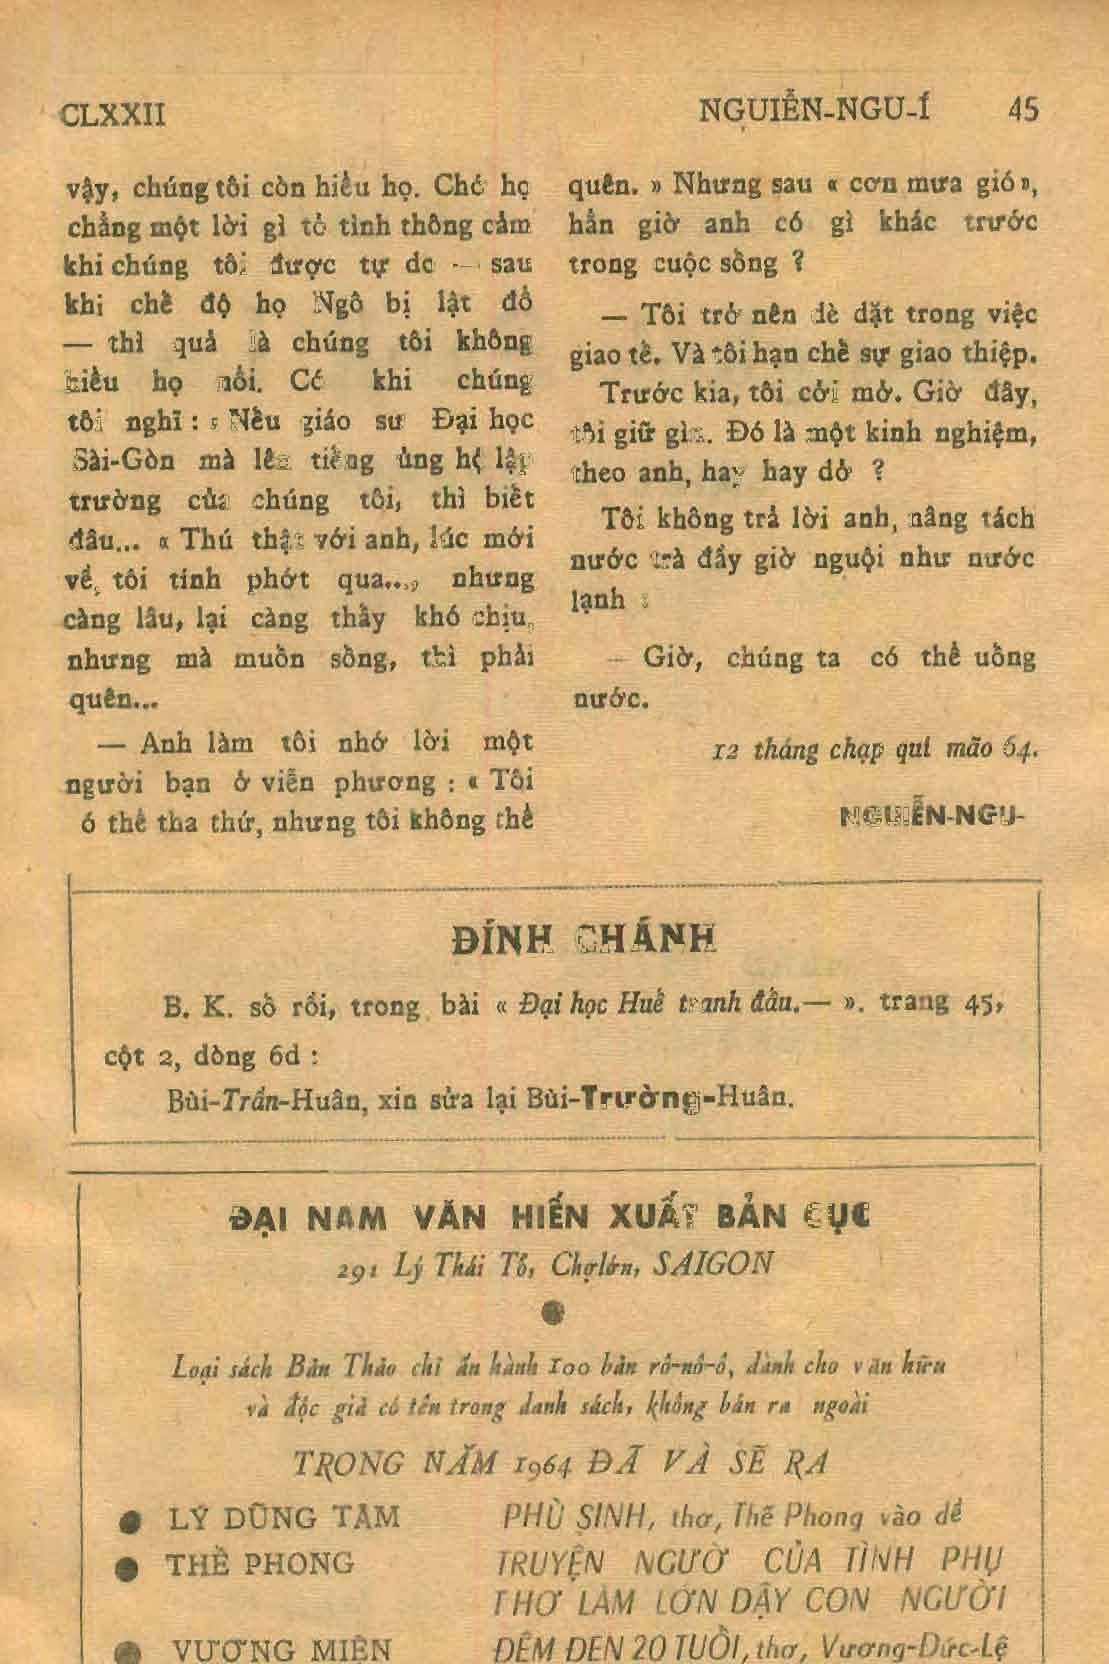 CLXXII
NGUIỄN-NGU-Í 45
vậy, chúng tôi còn hiểu họ. Chớ họ
chẳng một lời gì tỏ tình thông cảm
khi chúng tôi được tự do — sau
khi chế độ họ Ngô bị lật đổ
— thì quả là chúng tôi không
hiểu họ nổi. Có khi chúng
tôi nghĩ : Nếu giáo sư Đại học
Sài-Gòn mà lên tiếng ủng hộ lập
trường của chúng tôi, thì biết
đâu... « Thú thật với anh, lúc mới
về, tôi tính phớt qua..., nhưng
càng lâu, lại càng thấy khó chịu,
nhưng mà muốn sống, thì phải
quên...
— Anh làm tôi nhớ lời một
người bạn ở viễn phương : « Tôi
ó thể tha thứ, nhưng tôi không thể
quên. » Nhưng sau « cơn mưa gió »,
hẳn giờ anh có gì khác trước
trong cuộc sống ?
— Tôi trở nên dè dặt trong việc
giao tế. Và tôi hạn chế sự giao thiệp.
Trước kia, tôi cởi mở. Giờ đây,
tôi giữ gìn. Đó là một kinh nghiệm,
theo anh, hay hay dở ?
Tôi không trả lời anh, nâng tách
nước trà đầy giờ nguội như nước
lạnh :
— Giờ, chúng ta có thể uống
nước.
12 tháng chạp quí mão 64.
NGUIỄN-NGU-
ĐÍNH CHÁNH
B. K. số rồi, trong bài « Đại học Huế tranh đấu.— ». trang 45,
cột 2, dòng 6d :
Bùi-Trần-Huân, xin sửa lại Bùi-Trường-Huân.
ĐẠI NAM VĂN HIẾN XUẤT BẢN CỤC
291 Lý Thái Tổ, Chợlớn, SAIGON
●
Loại sách Bản Thảo chỉ ấn hành 100 bản rô-nê-ô, dành cho văn hữu
và độc giả có tên trong danh sách, không bán ra ngoài
TRONG NĂM 1964 ĐÃ VÀ SẼ RA
● LÝ DŨNG TÂM PHÙ SINH, thơ, Thế Phong vào đề
● THẾ PHONG TRUYỆN NGƯỜ CỦA TÌNH PHỤ
THƠ LÀM LỚN DẬY CON NGƯỜI
● VƯƠNG MIỆN ĐÊM ĐEN 20 TUỔI, thơ, Vương-Đức-Lệ